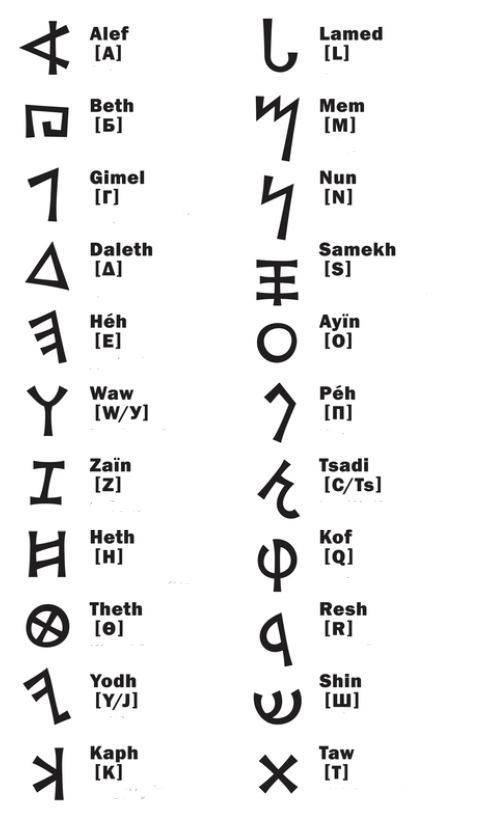 𐤀 Alef
[A]
𐤁 Beth
[Б]
𐤂 Gimel
[Г]
𐤃 Daleth
[Δ]
𐤄 Héh
[E]
𐤅 Waw
[W/У]
𐤆 Zaïn
[Z]
𐤇 Heth
[H]
𐤈 Theth
[Θ]
𐤉 Yodh
[Y/J]
𐤊 Kaph
[K]
𐤋 Lamed
[L]
𐤌 Mem
[M]
𐤍 Nun
[N]
𐤎 Samekh
[S]
𐤏 Ayïn
[O]
𐤐 Péh
[П]
𐤑 Tsadi
[C/Ts]
𐤒 Kof
[Q]
𐤓 Resh
[R]
𐤔 Shin
[Ш]
𐤕 Taw
[T]